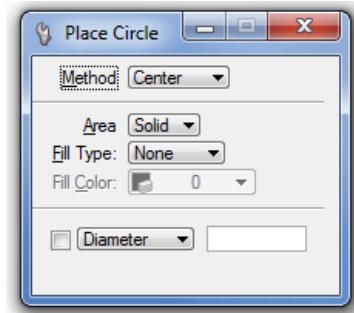 Place Circle
Method Center
Area Solid
Fill Type: None
Fill Color: 0
Diameter